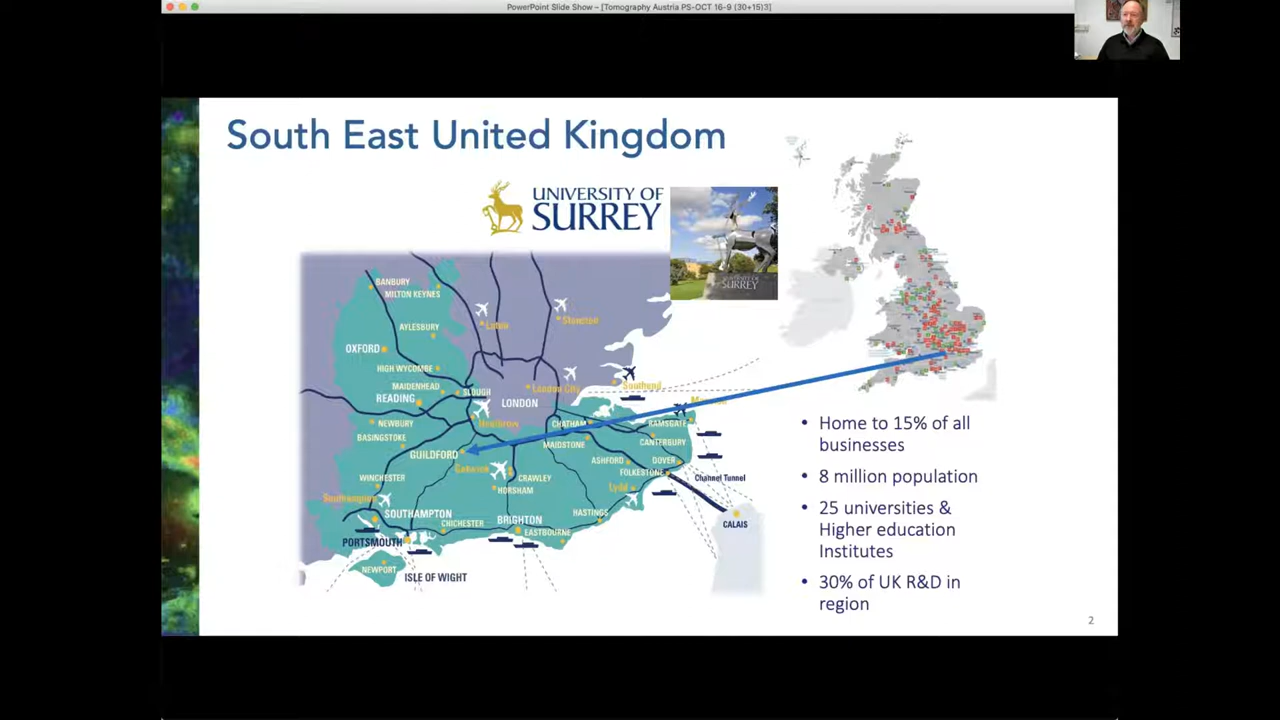 PowerPoint Slide Show – [Tomography Austria PS-OCT 16-9 (30+15)3]
South East United Kingdom
UNIVERSITY OF
SURREY
SURREY
BANBURY
MILTON KEYNES
Luton
Stansted
AYLESBURY
OXFORD
HIGH WYCOMBE
MAIDENHEAD
SLOUGH
London City
Southend
READING
LONDON
Heathrow
NEWBURY
CHATHAM
RAMSGATE
BASINGSTOKE
MAIDSTONE
CANTERBURY
GUILDFORD
Gatwick
ASHFORD
DOVER
FOLKESTONE
WINCHESTER
CRAWLEY
HORSHAM
Channel Tunnel
Lydd
Southampton
SOUTHAMPTON
CHICHESTER
BRIGHTON
HASTINGS
CALAIS
EASTBOURNE
PORTSMOUTH
NEWPORT
ISLE OF WIGHT
• Home to 15% of all
businesses
• 8 million population
• 25 universities &
Higher education
Institutes
• 30% of UK R&D in
region
2